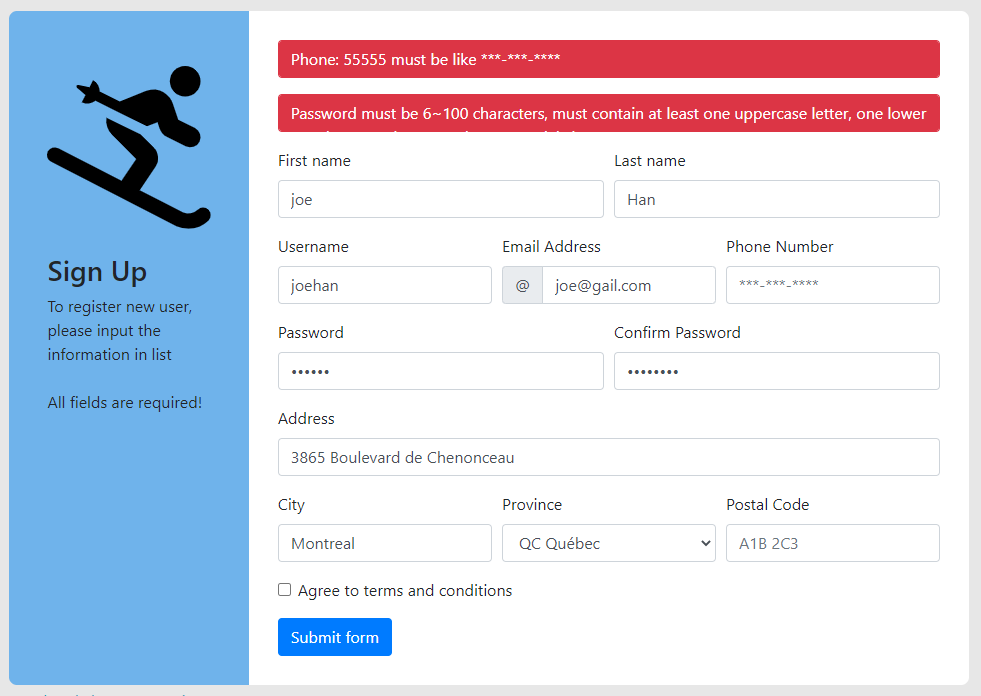 Phone: 55555 must be like ***-***-****
Password must be 6~100 characters, must contain at least one uppercase letter, one lower
First name
Last name
joe
Han
Sign Up
To register new user,
please input the
information in list
All fields are required!
Username
Email Address
Phone Number
joehan
@
joe@gail.com
***-***-****
Password
Confirm Password
••••••
••••••••
Address
3865 Boulevard de Chenonceau
City
Province
Postal Code
Montreal
QC Québec
A1B 2C3
Agree to terms and conditions
Submit form